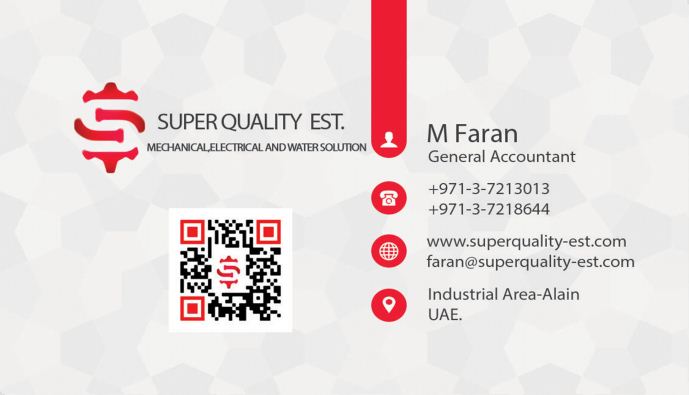 SUPER QUALITY EST.
MECHANICAL,ELECTRICAL AND WATER SOLUTION
M Faran
General Accountant
+971-3-7213013
+971-3-7218644
www.superquality-est.com
faran@superquality-est.com
Industrial Area-Alain
UAE.